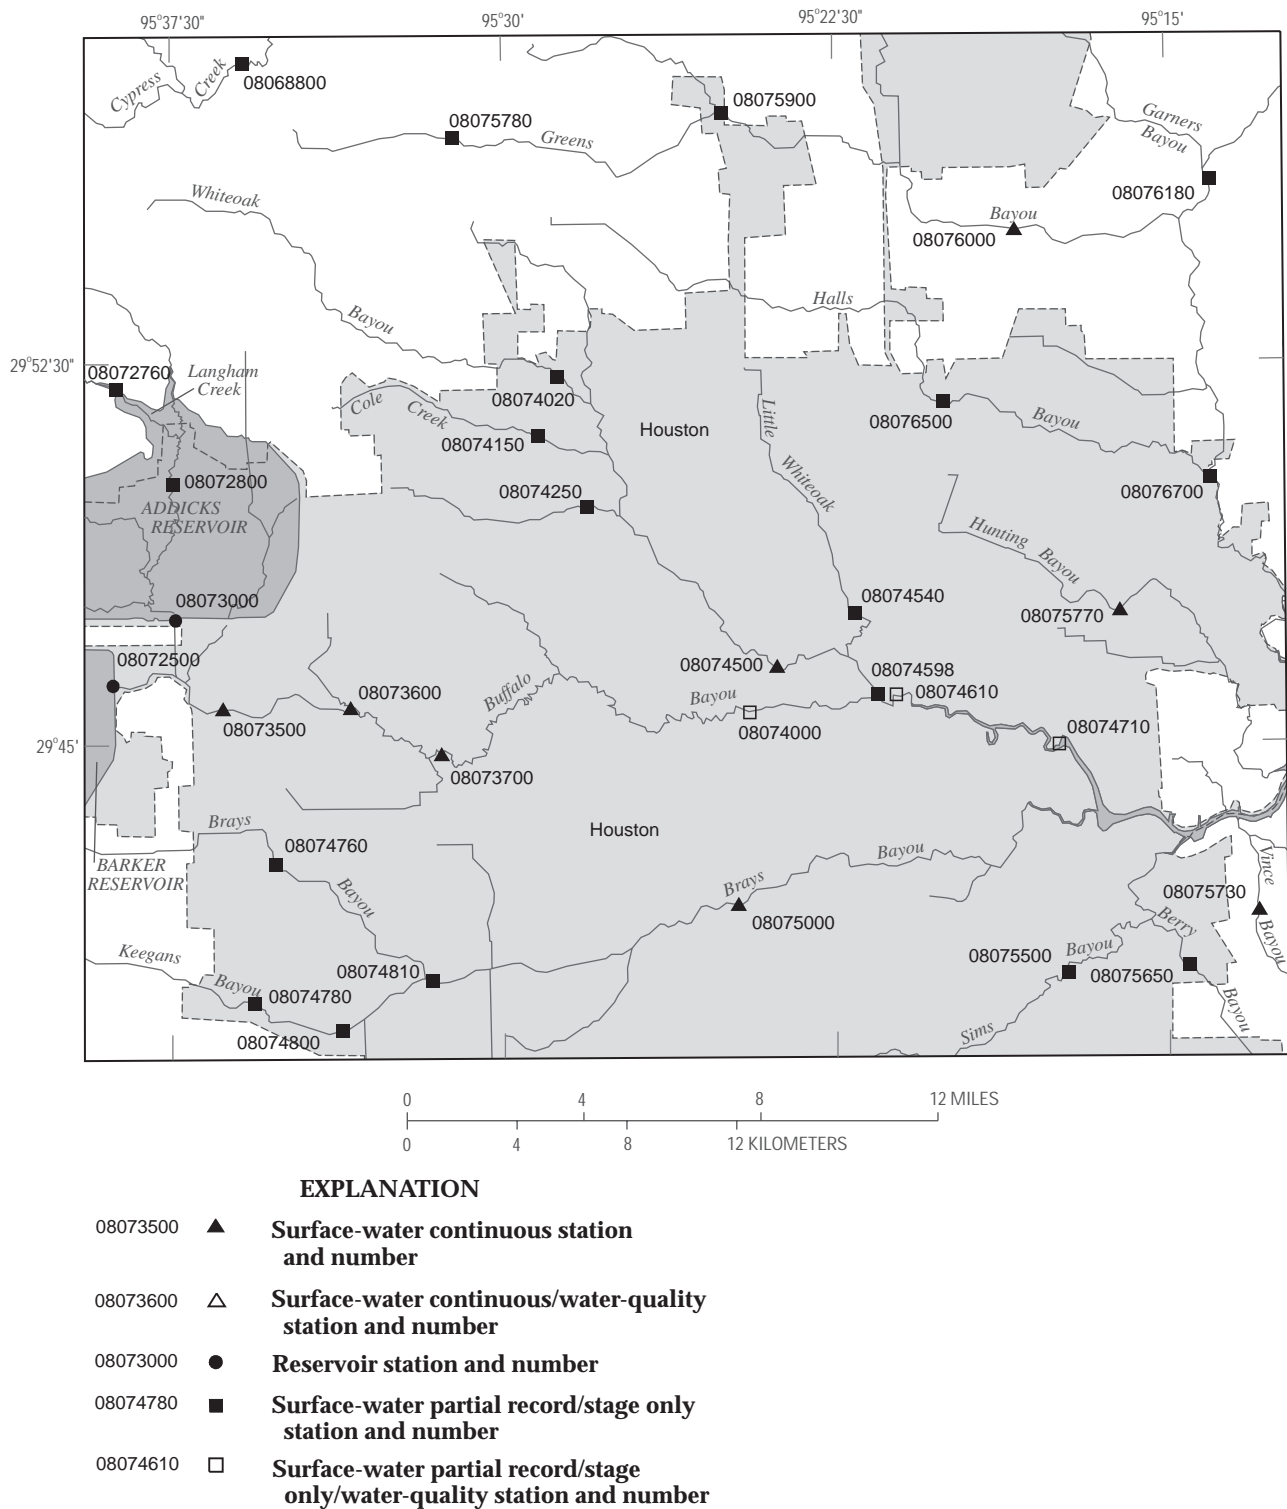 95°37'30"
95°30'
95°22'30"
95°15'
Cypress
Creek
08068800
08075780
Greens
08075900
Garners
Bayou
08076180
Whiteoak
Bayou
08076000
Bayou
Halls
29°52'30"
08072760
Langham
Creek
08074020
Cole
Creek
08074150
Houston
Little
Whiteoak
08076500
Bayou
08076700
08072800
ADDICKS
RESERVOIR
08074250
Hunting
Bayou
08073000
08074540
08075770
08072500
08074500
08074598
08074610
08073600
Buffalo
Bayou
08073500
08074000
08074710
29°45'
08073700
Brays
Houston
08074760
Bayou
BARKER
RESERVOIR
Bayou
Brays
08075000
Vince
08075730
Bayou
Berry
Keegans
Bayou
08074810
08074780
08074800
08075500
Bayou
08075650
Bayou
Sims
0 4 8 12 MILES
0 4 8 12 KILOMETERS
EXPLANATION
08073500 Surface-water continuous station
and number
08073600 Surface-water continuous/water-quality
station and number
08073000 Reservoir station and number
08074780 Surface-water partial record/stage only
station and number
08074610 Surface-water partial record/stage
only/water-quality station and number